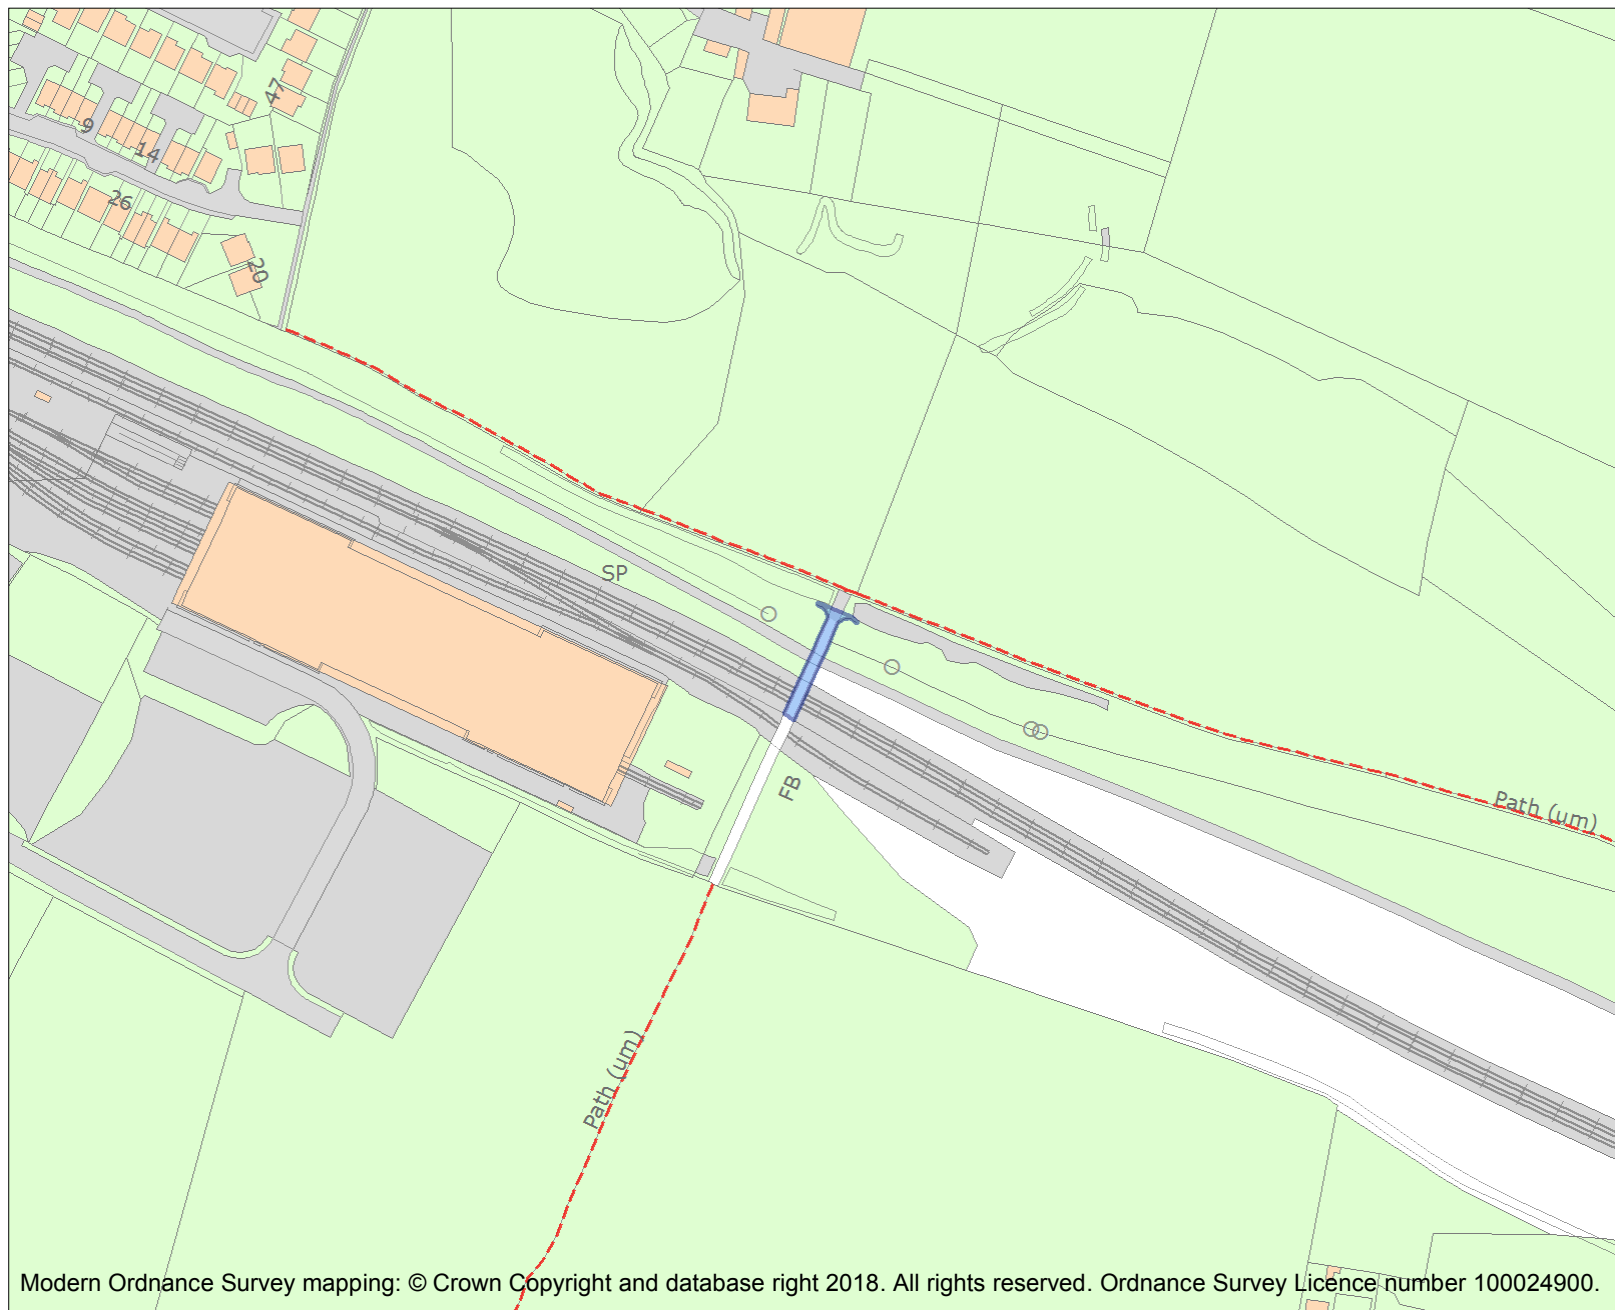 47
9
14
26
20
SP
FB
Path (um)
Path (um)
Modern Ordnance Survey mapping: © Crown Copyright and database right 2018. All rights reserved. Ordnance Survey Licence number 100024900.